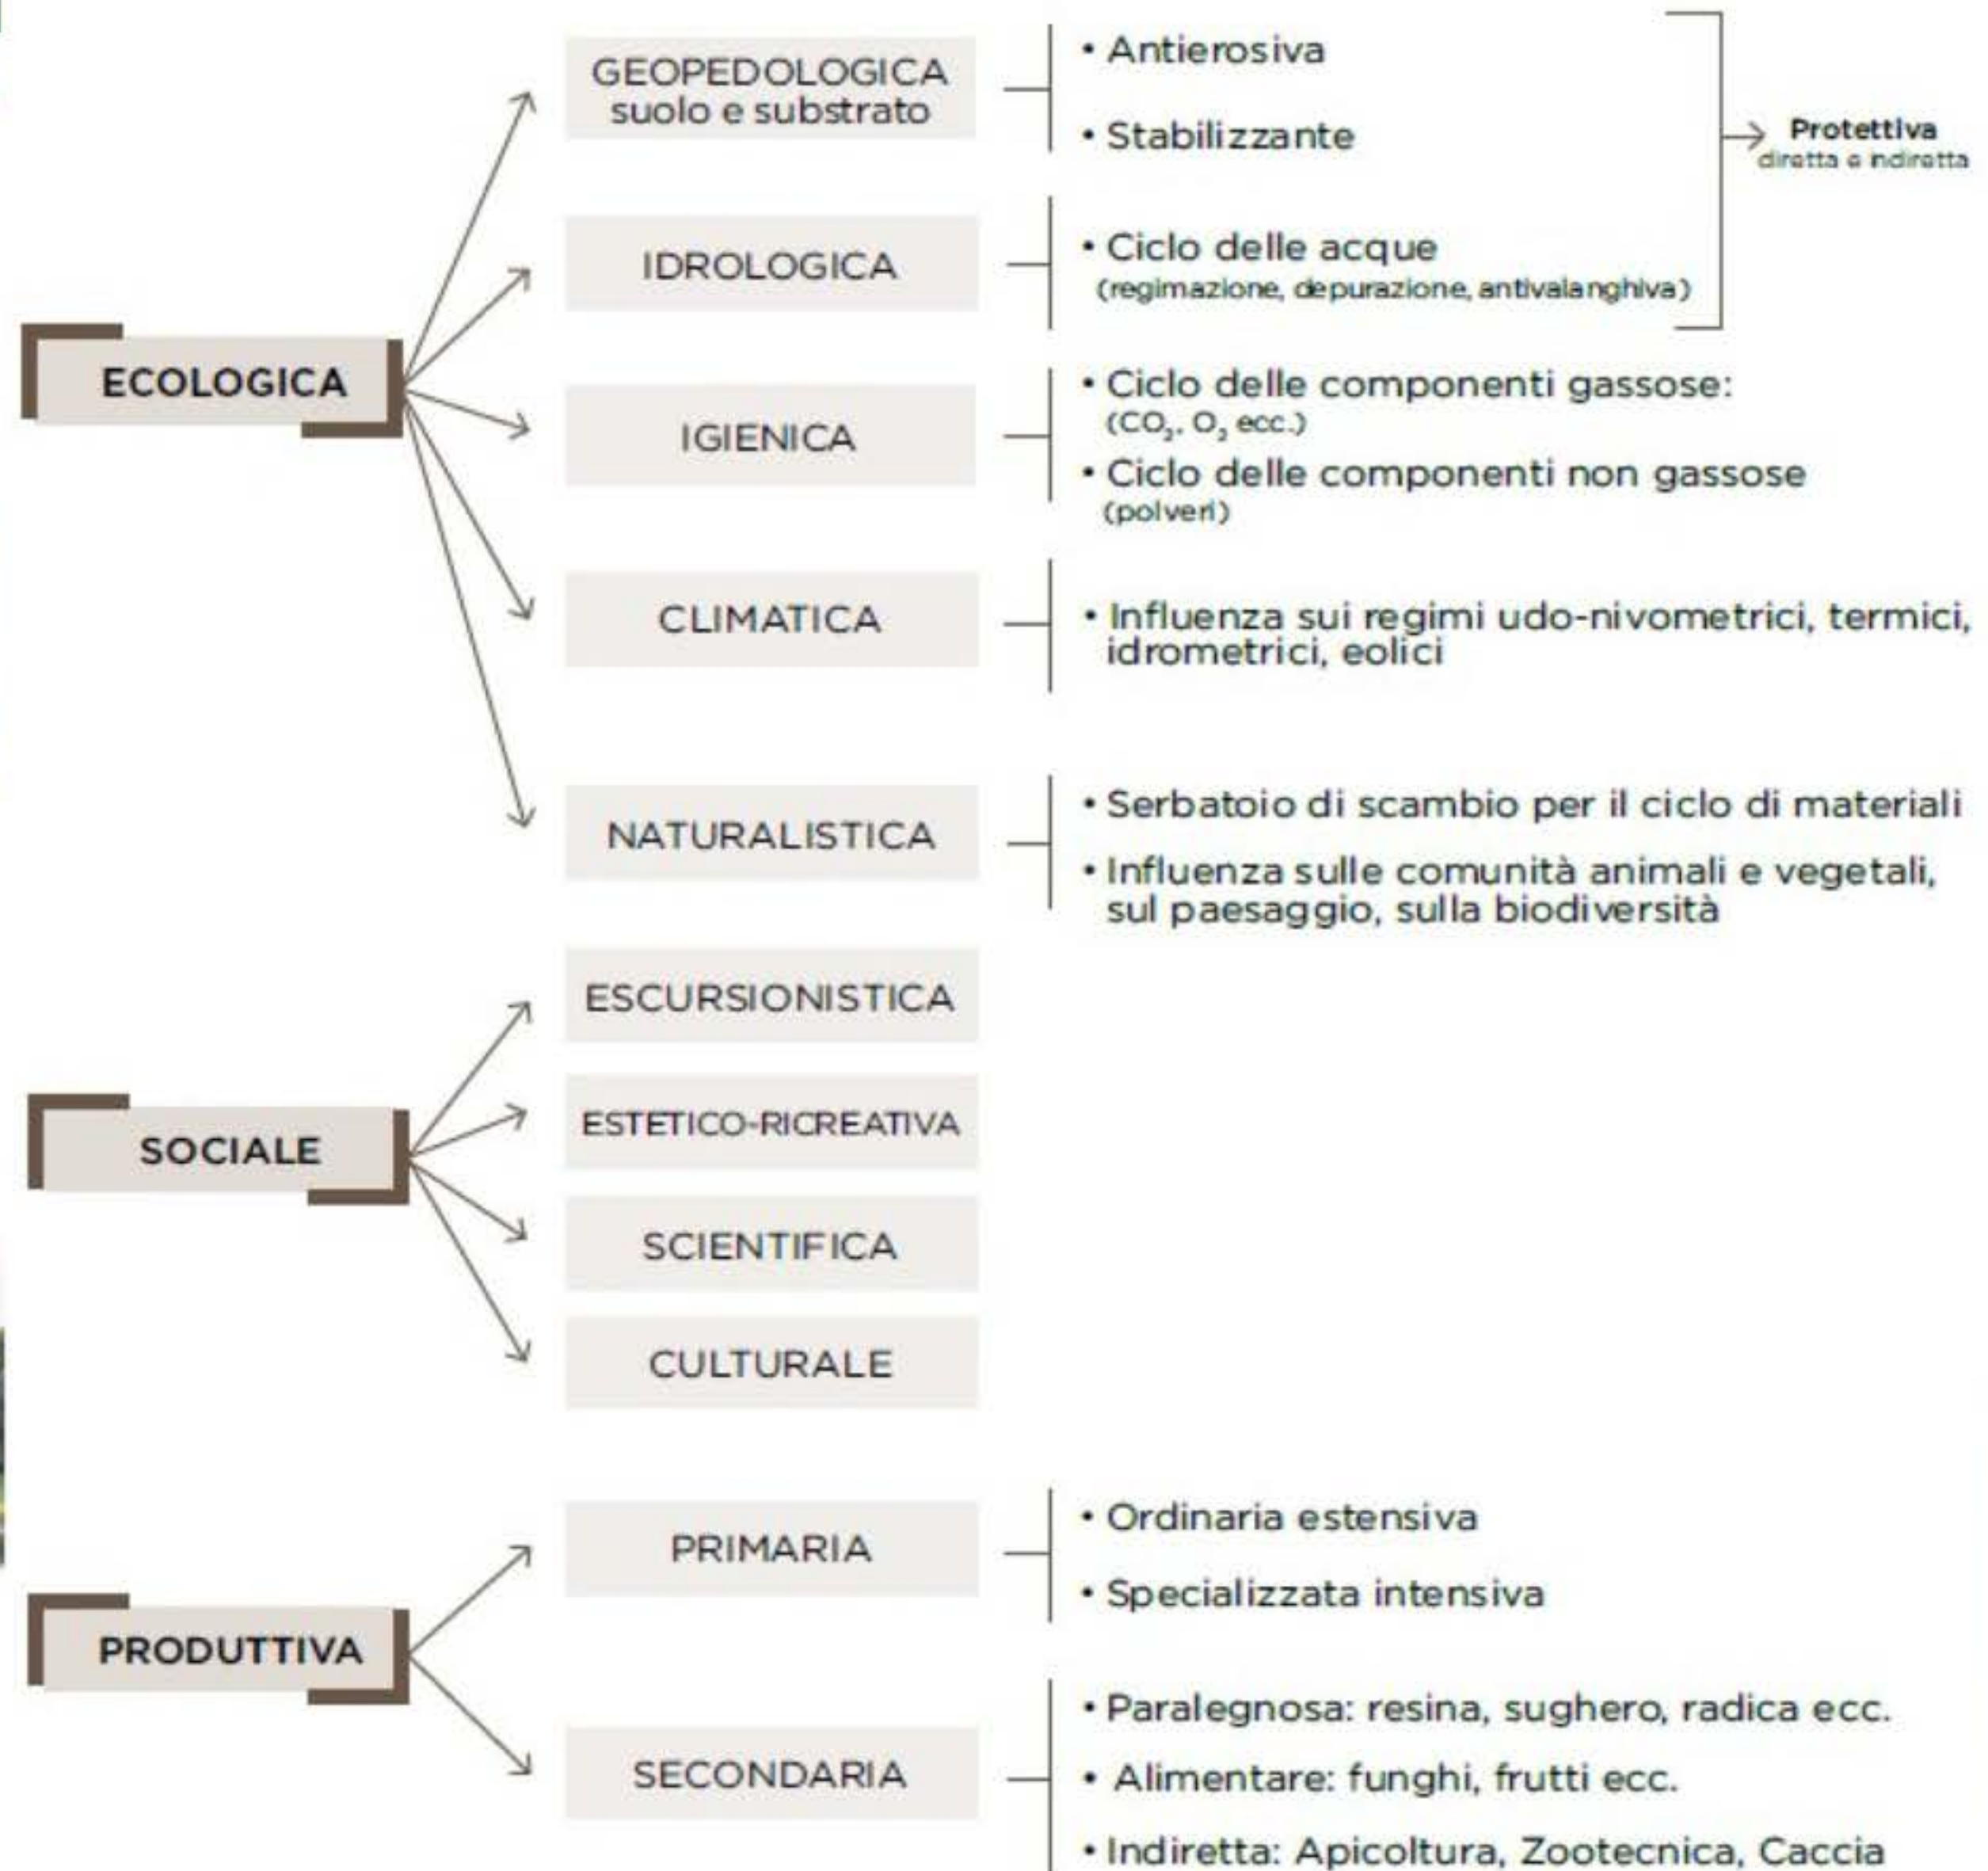 ECOLOGICA
GEOPEDOLOGICA
suolo e substrato
• Antierosiva
• Stabilizzante
IDROLOGICA
• Ciclo delle acque
(regimazione, depurazione, antivalanghiva)
Protettiva
diretta e indiretta
IGIENICA
• Ciclo delle componenti gassose:
(CO₂, O₂ ecc.)
• Ciclo delle componenti non gassose
(polveri)
CLIMATICA
• Influenza sui regimi udo-nivometrici, termici,
idrometrici, eolici
NATURALISTICA
• Serbatoio di scambio per il ciclo di materiali
• Influenza sulle comunità animali e vegetali,
sul paesaggio, sulla biodiversità
SOCIALE
ESCURSIONISTICA
ESTETICO-RICREATIVA
SCIENTIFICA
CULTURALE
PRODUTTIVA
PRIMARIA
• Ordinaria estensiva
• Specializzata intensiva
SECONDARIA
• Paralegnosa: resina, sughero, radica ecc.
• Alimentare: funghi, frutti ecc.
• Indiretta: Apicoltura, Zootecnica, Caccia